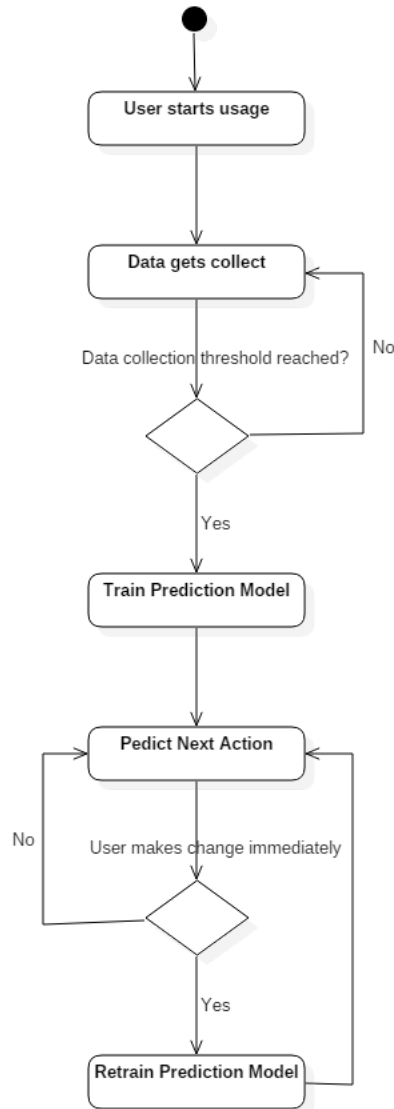 User starts usage
Data gets collect
Data collection threshold reached?
No
Yes
Train Prediction Model
Pedict Next Action
No
User makes change immediately
Yes
Retrain Prediction Model